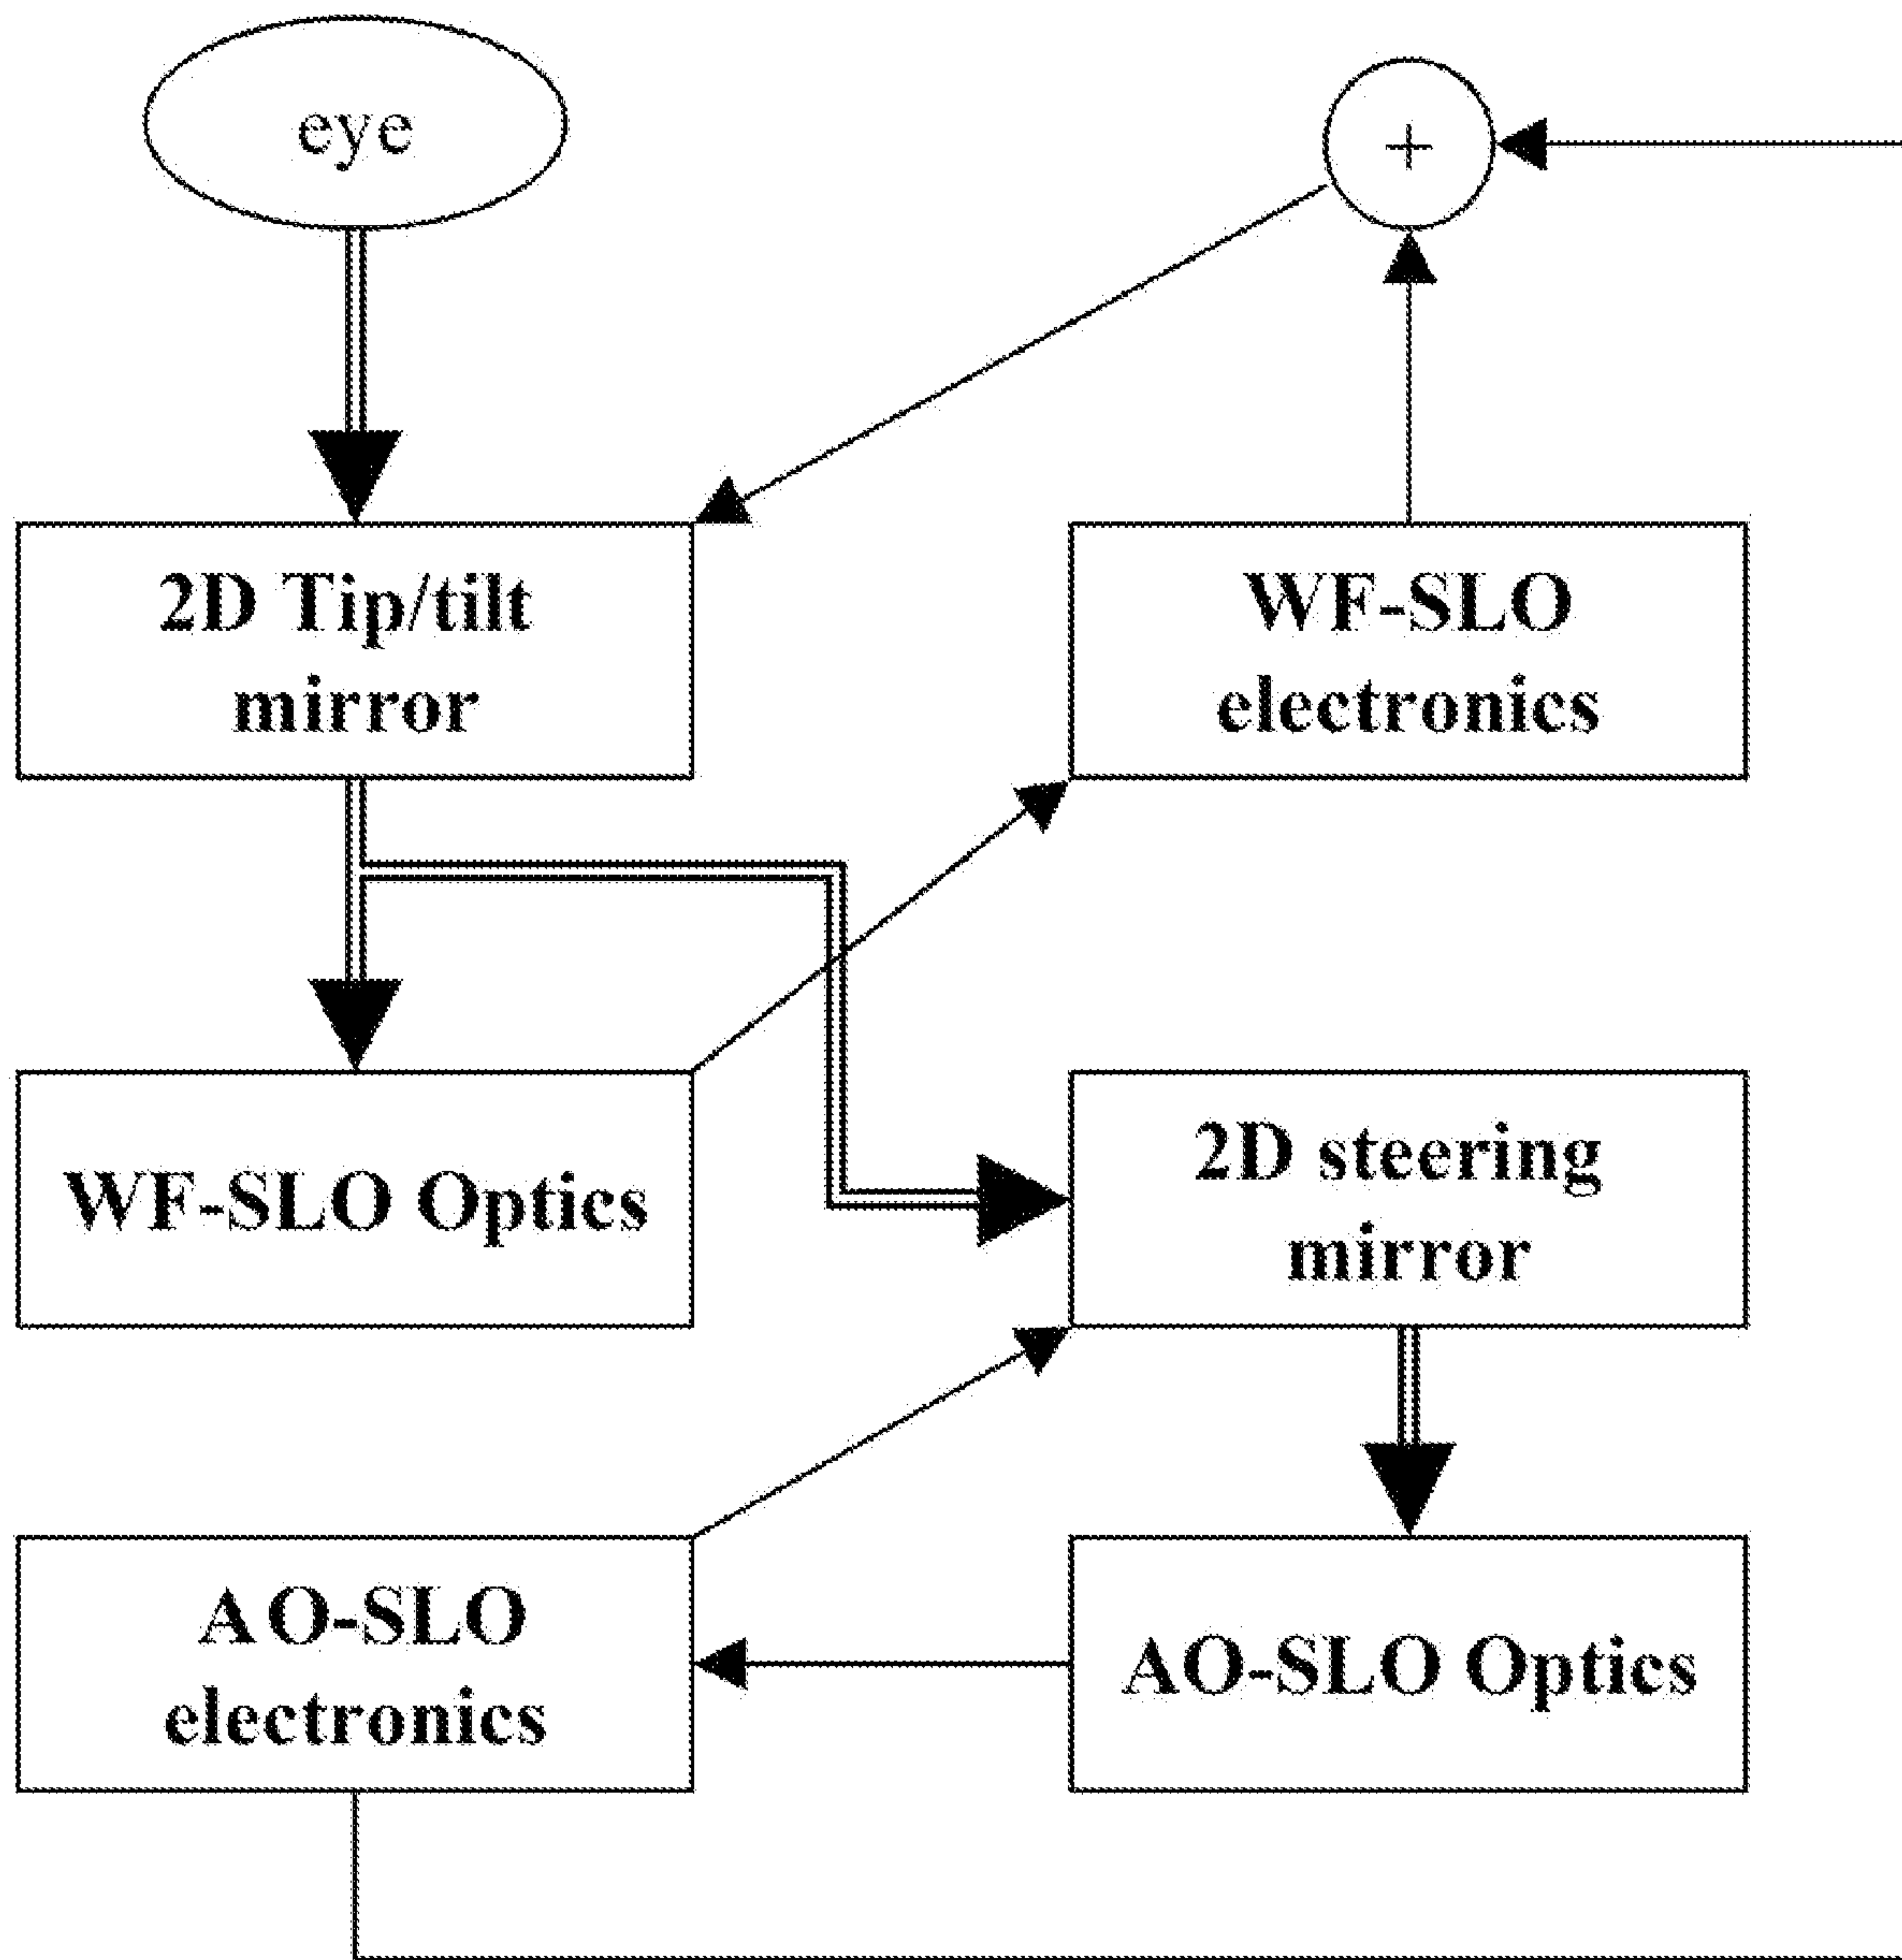 eye
+
2D Tip/tilt
mirror
WF-SLO
electronics
WF-SLO Optics
2D steering
mirror
AO-SLO
electronics
AO-SLO Optics